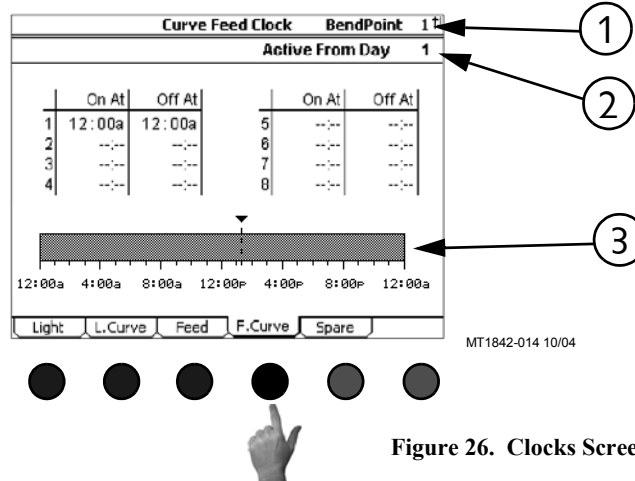 Curve Feed Clock BendPoint 1
1
Active From Day 1
2
On At Off At On At Off At
1 12:00a 12:00a 5 --:-- --:--
2 --:-- --:-- 6 --:-- --:--
3 --:-- --:-- 7 --:-- --:--
4 --:-- --:-- 8 --:-- --:--
3
12:00a 4:00a 8:00a 12:00P 4:00P 8:00P 12:00a
Light L.Curve Feed F.Curve Spare
MT1842-014 10/04
Figure 26. Clocks Scree